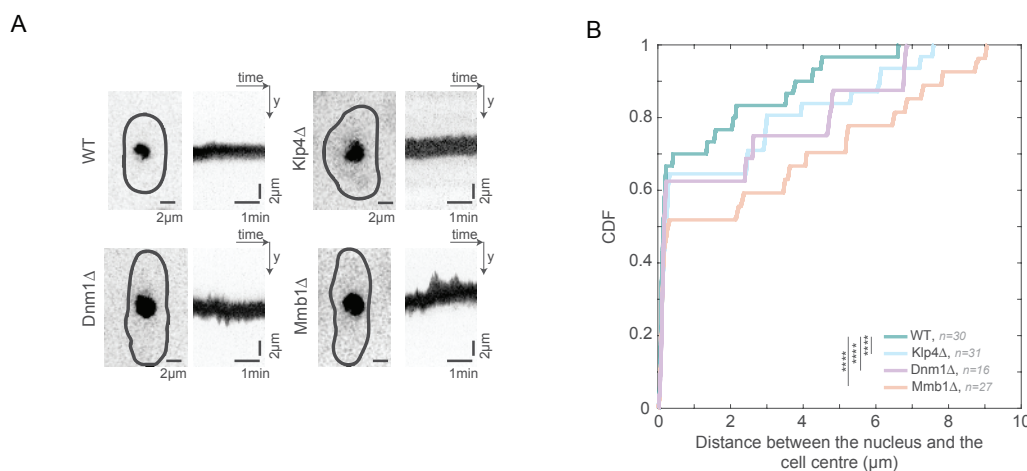 A
time
y
WT
2μm
1min
2μm
time
y
Klp4Δ
2μm
1min
2μm
time
y
Dnm1Δ
2μm
1min
2μm
time
y
Mmb1Δ
2μm
1min
2μm
B
CDF
1
0.8
0.6
0.4
0.2
0
0 2 4 6 8 10
Distance between the nucleus and the
cell centre (μm)
WT, n=30
Klp4Δ, n=31
Dnm1Δ, n=16
Mmb1Δ, n=27
****
****
****